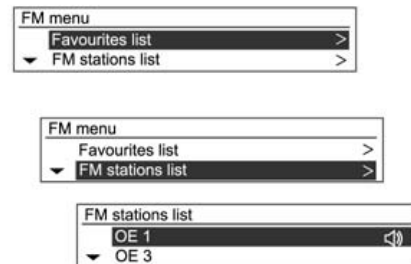 FM menu
Favourites list >
FM stations list >
FM menu
Favourites list >
FM stations list >
FM stations list
OE 1
OE 3